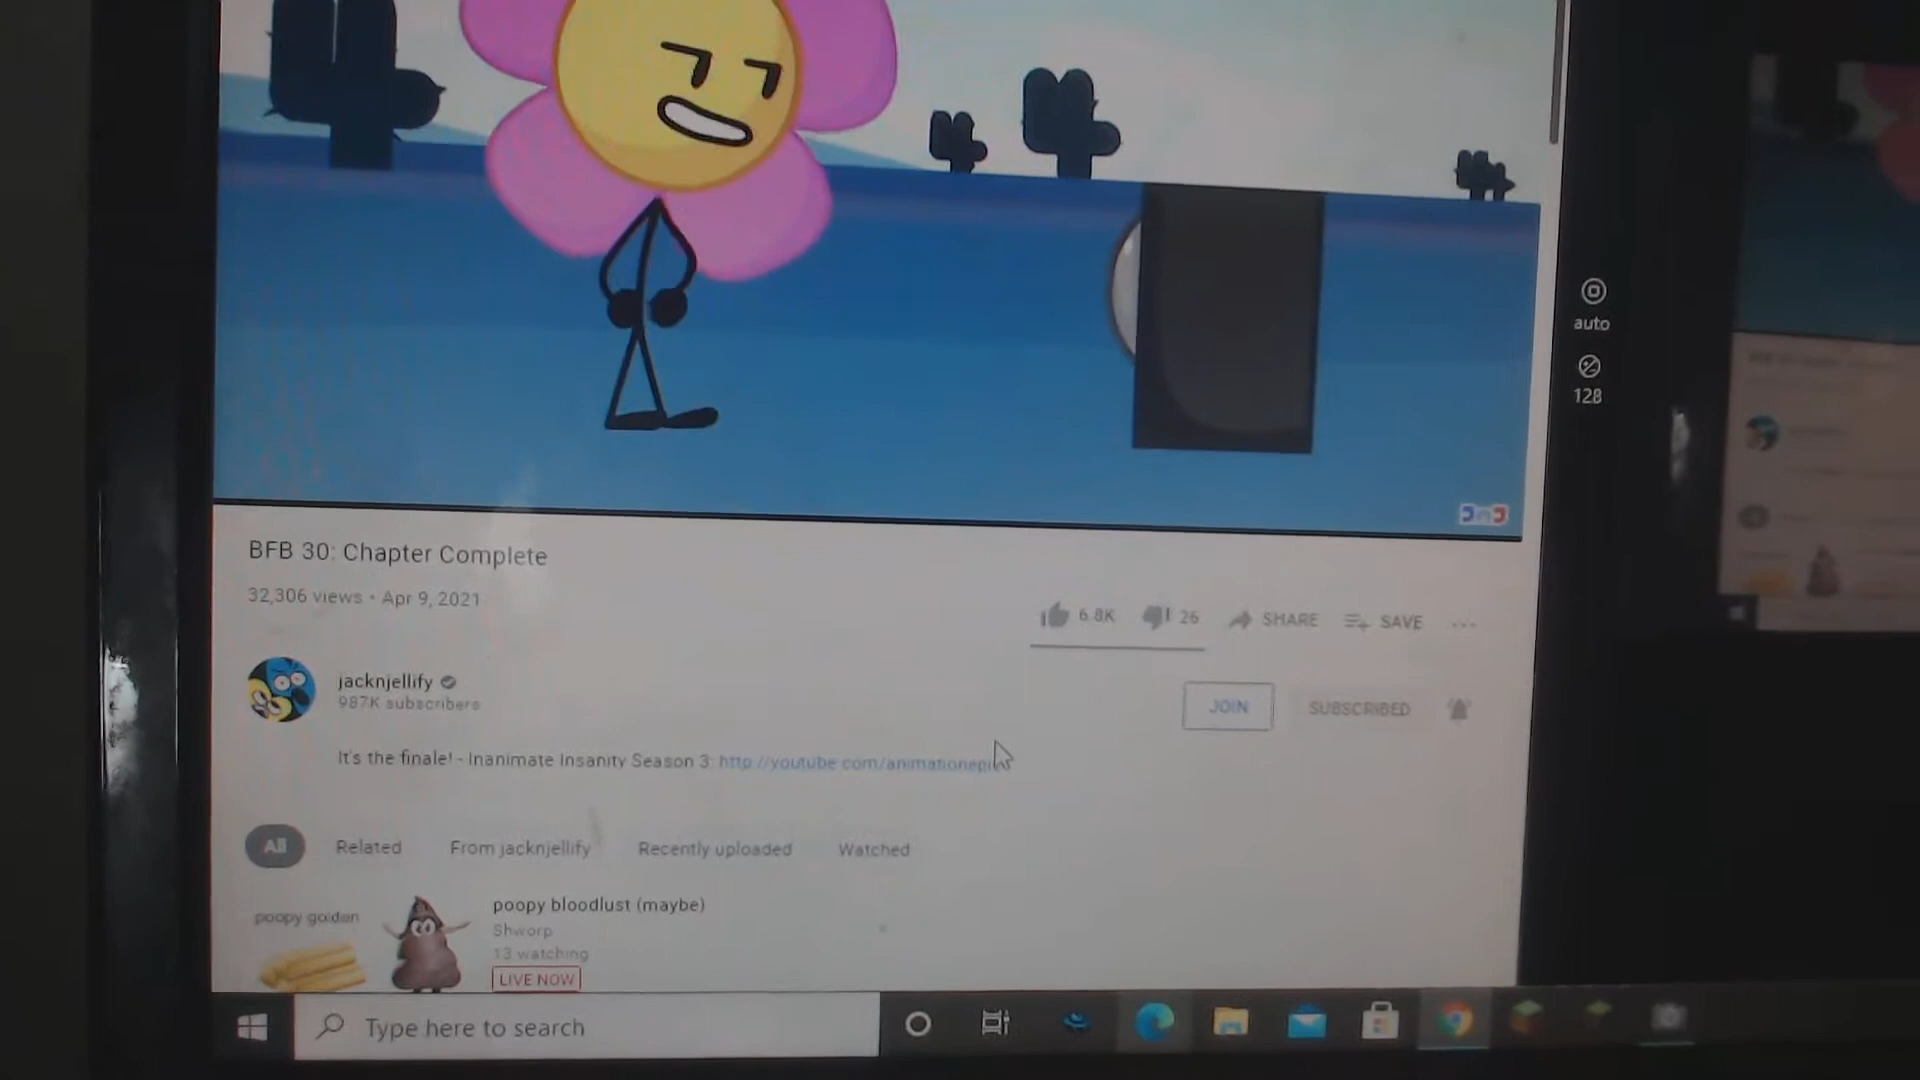 auto
128
BFB 30: Chapter Complete
32,306 views • Apr 9, 2021
6.8K 26 SHARE SAVE
jacknjellify
987K subscribers
JOIN SUBSCRIBED
It's the finale! - Inanimate Insanity Season 3: http://youtube.com/animationepi
All Related From jacknjellify Recently uploaded Watched
poopy golden
poopy bloodlust (maybe)
Shworp
13 watching
LIVE NOW
Type here to search